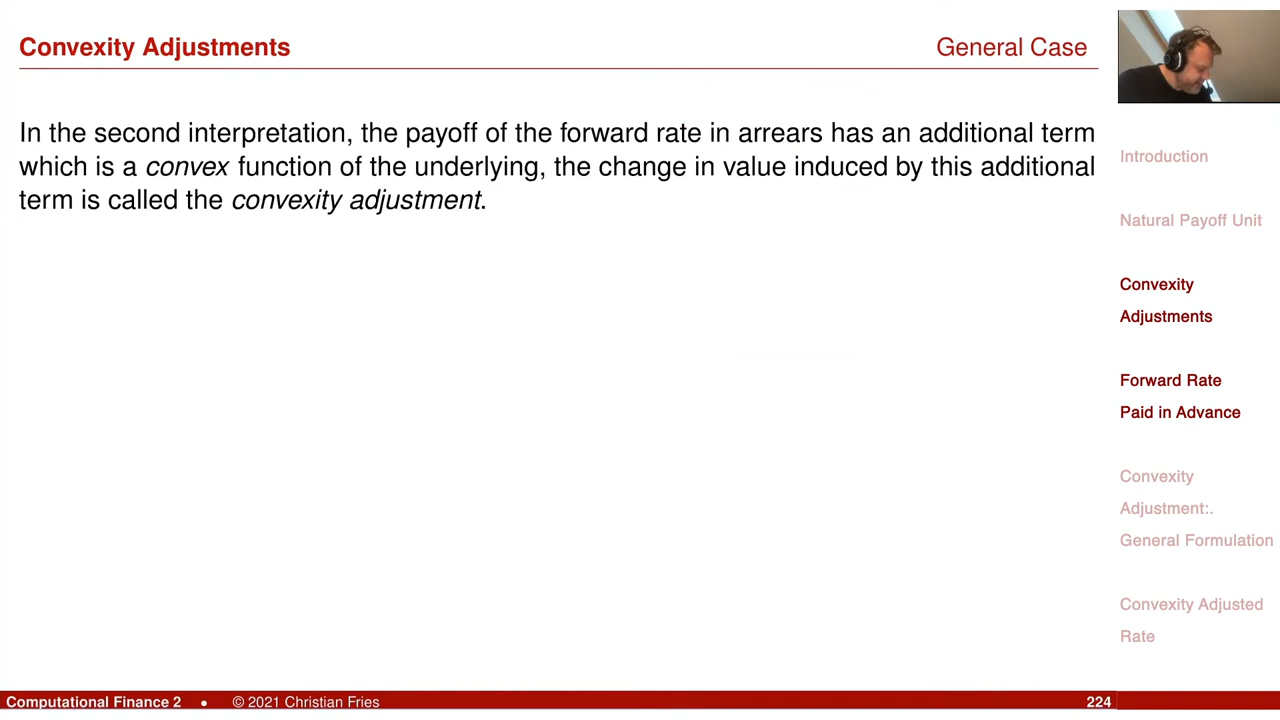 Convexity Adjustments
General Case
In the second interpretation, the payoff of the forward rate in arrears has an additional term
which is a convex function of the underlying, the change in value induced by this additional
term is called the convexity adjustment.
Introduction
Natural Payoff Unit
Convexity
Adjustments
Forward Rate
Paid in Advance
Convexity
Adjustment:.
General Formulation
Convexity Adjusted
Rate
Computational Finance 2 • © 2021 Christian Fries
224